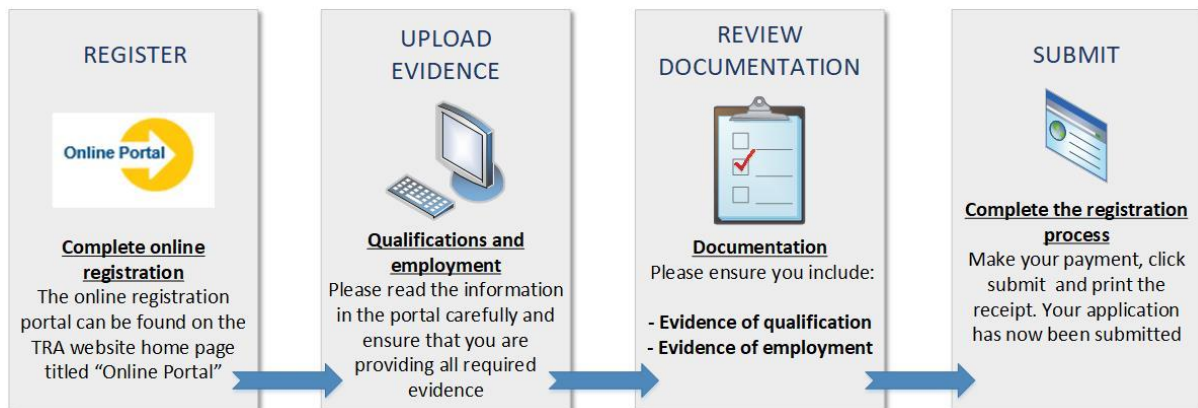 REGISTER
Online Portal
Complete online
registration
The online registration
portal can be found on the
TRA website home page
titled “Online Portal”
UPLOAD
EVIDENCE
Qualifications and
employment
Please read the information
in the portal carefully and
ensure that you are
providing all required
evidence
REVIEW
DOCUMENTATION
Documentation
Please ensure you include:
- Evidence of qualification
- Evidence of employment
SUBMIT
Complete the registration
process
Make your payment, click
submit and print the
receipt. Your application
has now been submitted